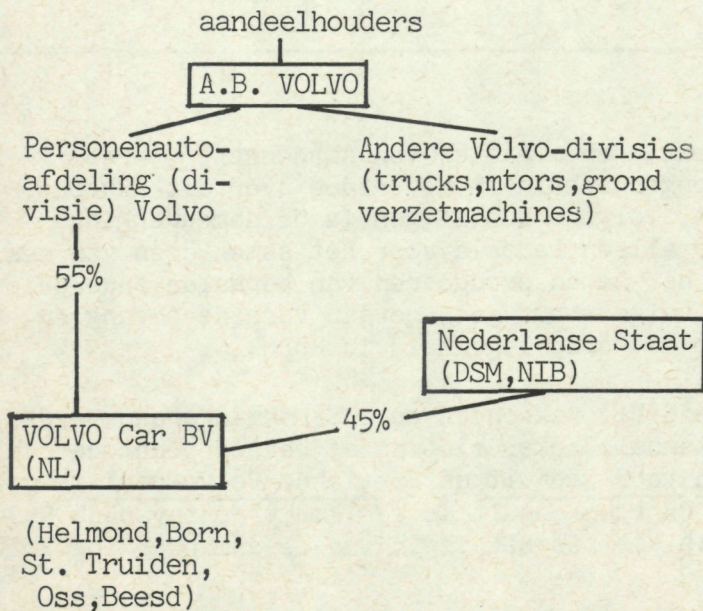 aandeelhouders
A.B. VOLVO
Personenauto-
afdeling (di-
visie) Volvo
Andere Volvo-divisies
(trucks,mtors,grond
verzetmachines)
55%
Nederlanse Staat
(DSM,NIB)
45%
VOLVO Car BV
(NL)
(Helmond,Born,
St. Truiden,
Oss,Beesd)